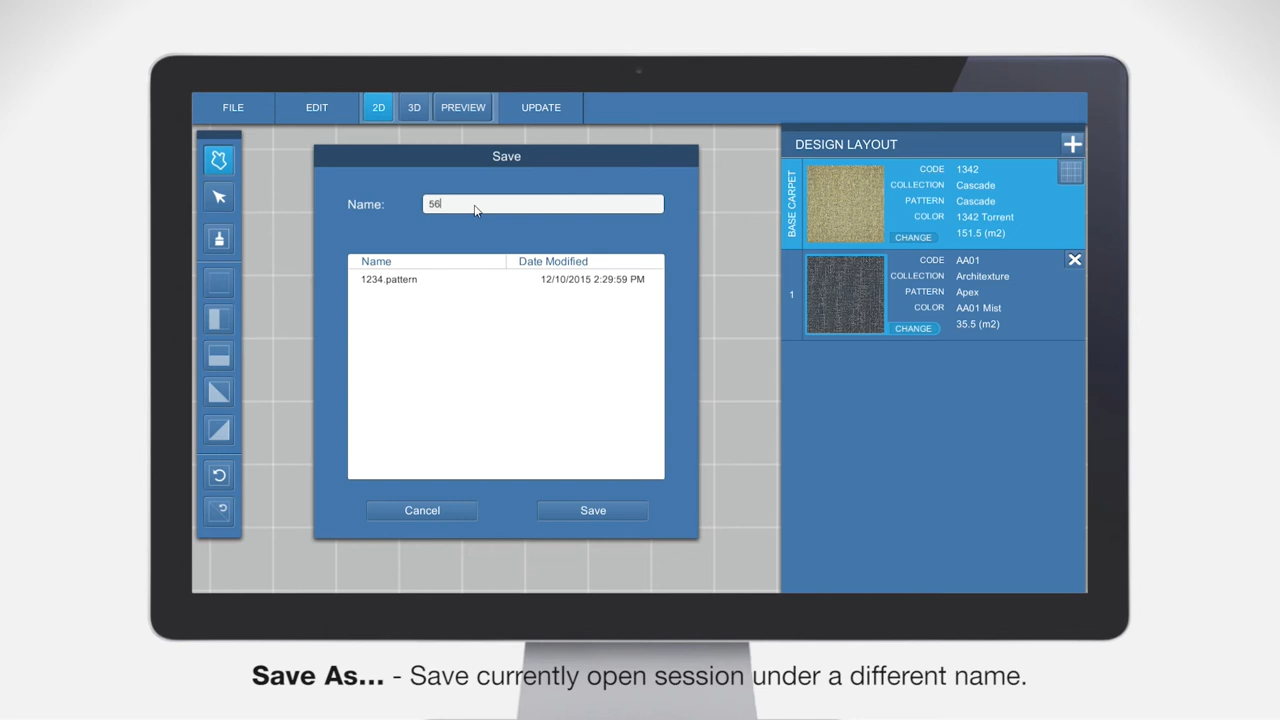 FILE EDIT 2D 3D PREVIEW UPDATE
Save
Name: 56
Name Date Modified
1234.pattern 12/10/2015 2:29:59 PM
Cancel Save
DESIGN LAYOUT
BASE CARPET
CODE 1342
COLLECTION Cascade
PATTERN Cascade
COLOR 1342 Torrent
151.5 (m2)
CHANGE
1
CODE AA01
COLLECTION Architexture
PATTERN Apex
COLOR AA01 Mist
35.5 (m2)
CHANGE
Save As... - Save currently open session under a different name.